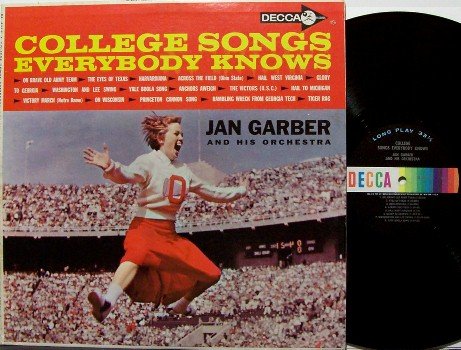 DECCA
COLLEGE SONGS
EVERYBODY KNOWS
ON BRAVE OLD ARMY TEAM ► THE EYES OF TEXAS ► HARVARDIANA ► ACROSS THE FIELD (Ohio State) ► HAIL WEST VIRGINIA ► GLORY
TO GEORGIA ► WASHINGTON AND LEE SWING ► YALE BOOLA SONG ► ANCHORS AWEIGH ► THE VICTORS (U.S.C.) ► HAIL TO MICHIGAN
VICTORY MARCH (Notre Dame) ► ON WISCONSIN ► PRINCETON CANNON SONG ► RAMBLING WRECK FROM GEORGIA TECH ► TIGER RAG
JAN GARBER
AND HIS ORCHESTRA
O
LONG PLAY 33⅓
COLLEGE
SONGS EVERYBODY KNOWS
JAN GARBER
AND HIS ORCHESTRA
DECCA